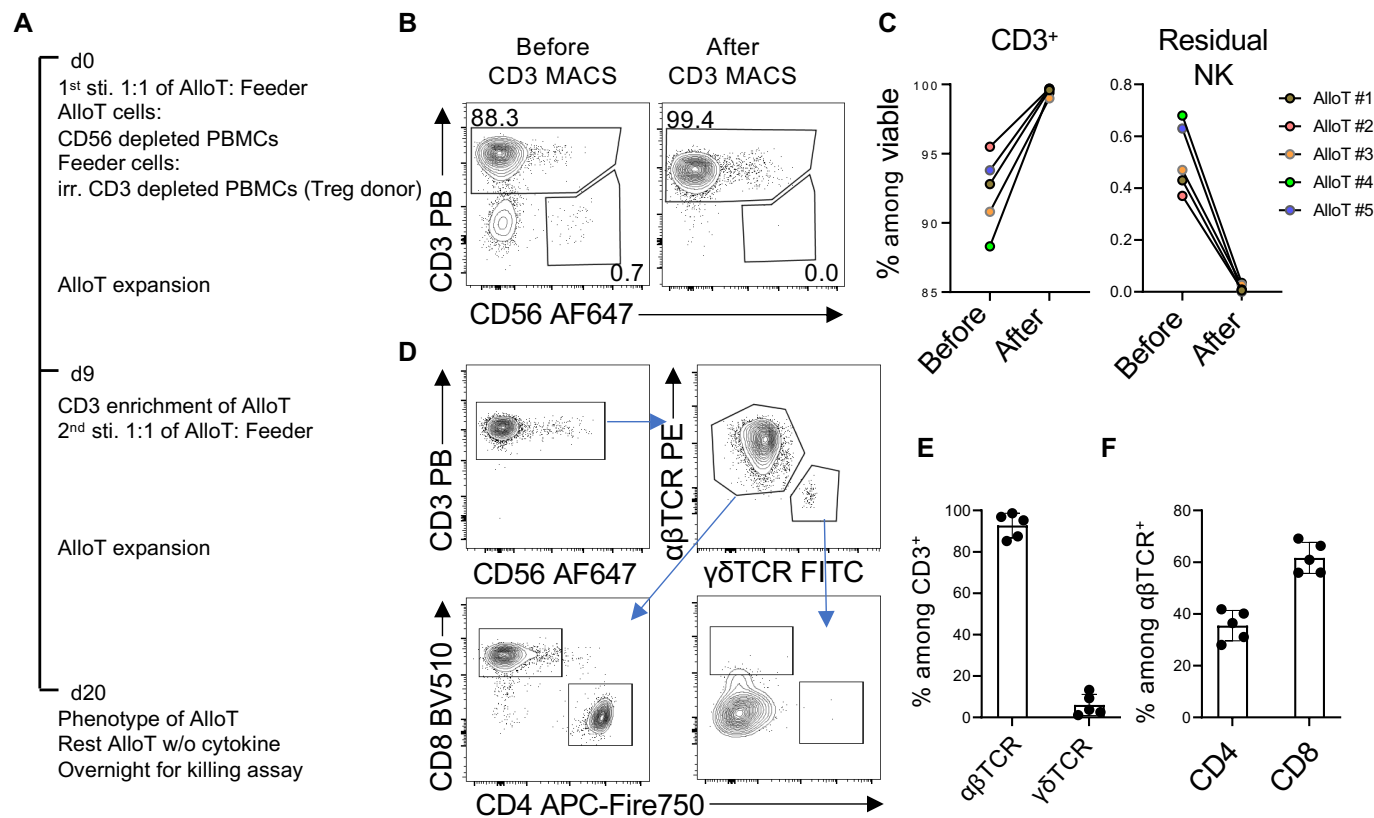 A
d0
1st sti. 1:1 of AlloT: Feeder
AlloT cells:
CD56 depleted PBMCs
Feeder cells:
irr. CD3 depleted PBMCs (Treg donor)
AlloT expansion
d9
CD3 enrichment of AlloT
2nd sti. 1:1 of AlloT: Feeder
AlloT expansion
d20
Phenotype of AlloT
Rest AlloT w/o cytokine
Overnight for killing assay
B
Before
CD3 MACS
After
CD3 MACS
88.3
0.7
99.4
0.0
CD3 PB
CD56 AF647
C
CD3+
% among viable
100
95
90
85
Before
After
Residual
NK
0.8
0.6
0.4
0.2
0.0
Before
After
AlloT #1
AlloT #2
AlloT #3
AlloT #4
AlloT #5
D
CD3 PB
CD56 AF647
αβTCR PE
γδTCR FITC
CD8 BV510
CD4 APC-Fire750
E
% among CD3+
100
80
60
40
20
0
αβTCR
γδTCR
F
% among αβTCR+
80
60
40
20
0
CD4
CD8